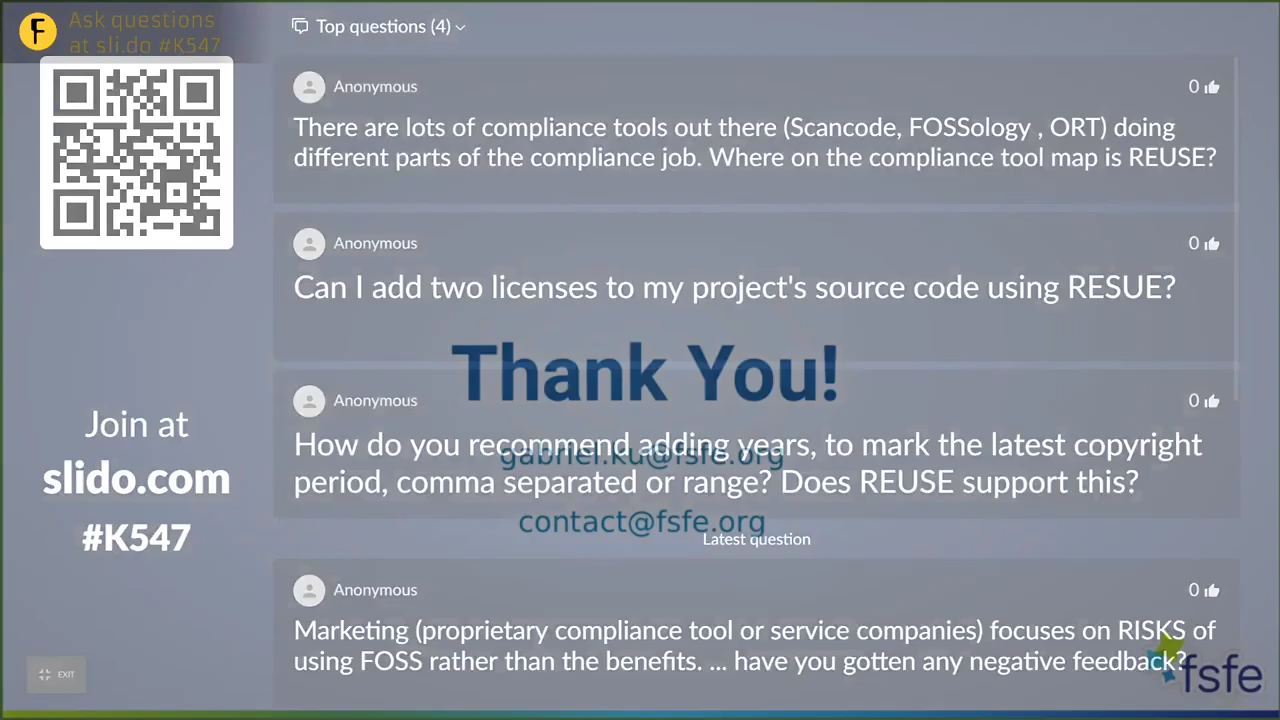 F
Ask questions
at sli.do #K547
Top questions (4)
Anonymous
0
There are lots of compliance tools out there (Scancode, FOSSology , ORT) doing
different parts of the compliance job. Where on the compliance tool map is REUSE?
Anonymous
0
Can I add two licenses to my project's source code using RESUE?
Thank You!
Anonymous
0
How do you recommend adding years, to mark the latest copyright
period, comma separated or range? Does REUSE support this?
gabriel.ku@fsfe.org
contact@fsfe.org
Latest question
Anonymous
0
Marketing (proprietary compliance tool or service companies) focuses on RISKS of
using FOSS rather than the benefits. ... have you gotten any negative feedback?
Join at
slido.com
#K547
EXIT
fsfe